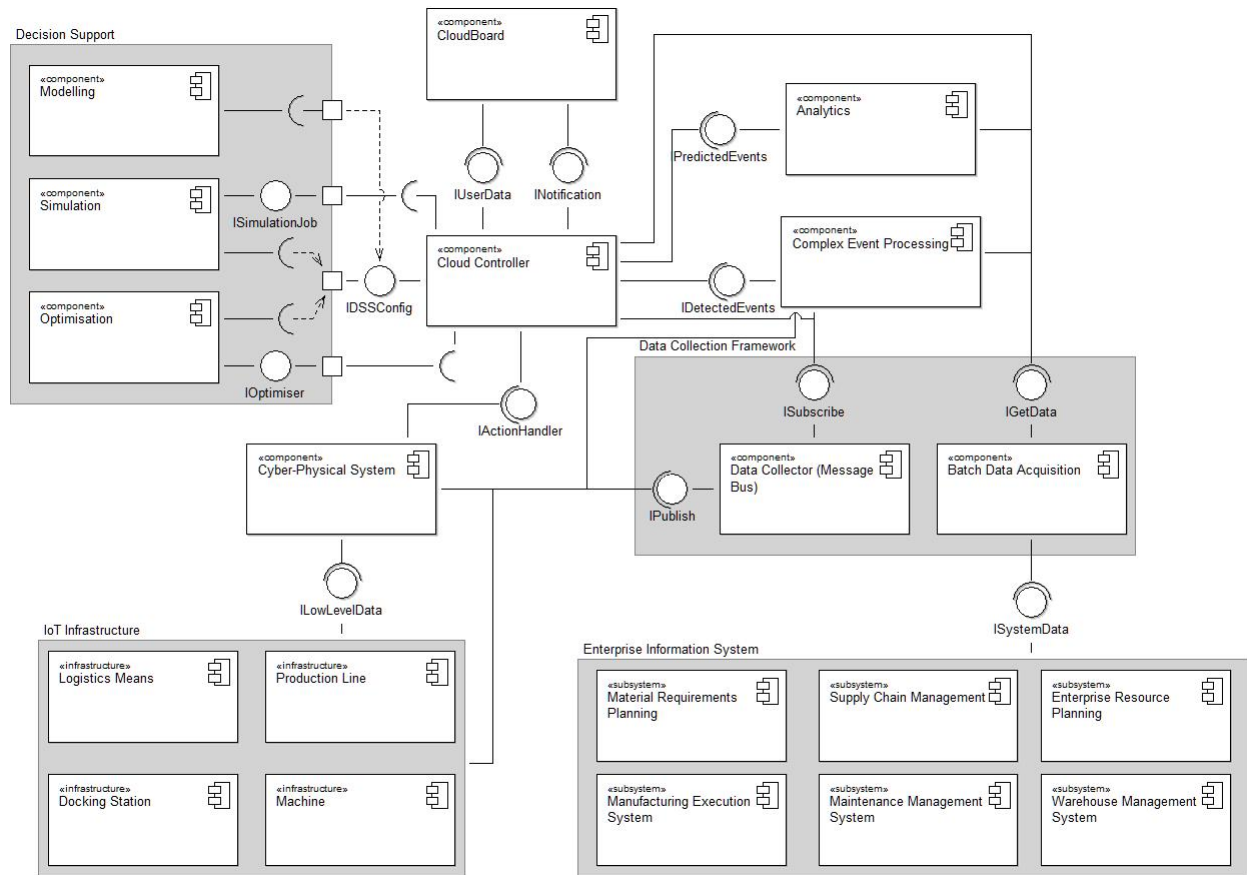 Decision Support
«component»
Modelling
«component»
Simulation
ISimulationJob
«component»
Optimisation
IOptimiser
IDSSConfig
«component»
CloudBoard
IUserData
INotification
«component»
Cloud Controller
IActionHandler
«component»
Analytics
IPredictedEvents
«component»
Complex Event Processing
IDetectedEvents
Data Collection Framework
ISubscribe
IGetData
«component»
Data Collector (Message
Bus)
«component»
Batch Data Acquisition
IPublish
«component»
Cyber-Physical System
ILowLevelData
ISystemData
IoT Infrastructure
«infrastructure»
Logistics Means
«infrastructure»
Production Line
«infrastructure»
Docking Station
«infrastructure»
Machine
Enterprise Information System
«subsystem»
Material Requirements
Planning
«subsystem»
Supply Chain Management
«subsystem»
Enterprise Resource
Planning
«subsystem»
Manufacturing Execution
System
«subsystem»
Maintenance Management
System
«subsystem»
Warehouse Management
System